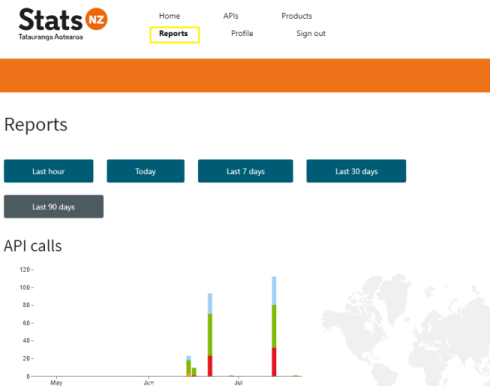 Stats NZ
Tatauranga Aotearoa
Home APIs Products
Reports Profile Sign out
Reports
Last hour Today Last 7 days Last 30 days
Last 90 days
API calls
120
100
80
60
40
20
0
May Jun Jul